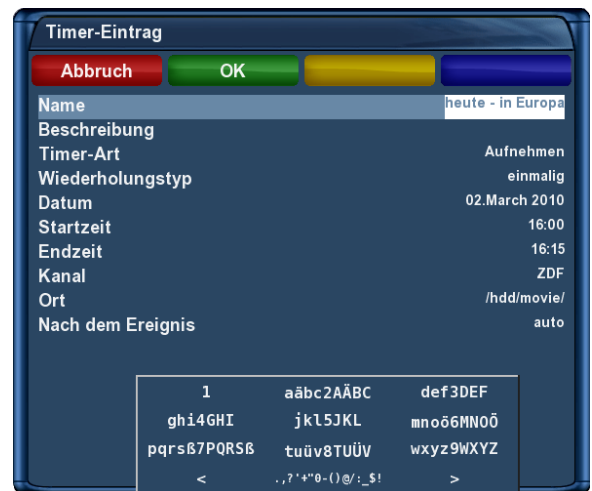 Timer-Eintrag
Abbruch OK
Name heute - in Europa
Beschreibung
Timer-Art Aufnehmen
Wiederholungstyp einmalig
Datum 02.March 2010
Startzeit 16:00
Endzeit 16:15
Kanal ZDF
Ort /hdd/movie/
Nach dem Ereignis auto
1 aäbc2AÄBC def3DEF
ghi4GHI jkl5JKL mnoö6MNOÖ
pqrsß7PQRSß tuüv8TUÜV wxyz9WXYZ
< .,?'+"0-()@/:_$! >